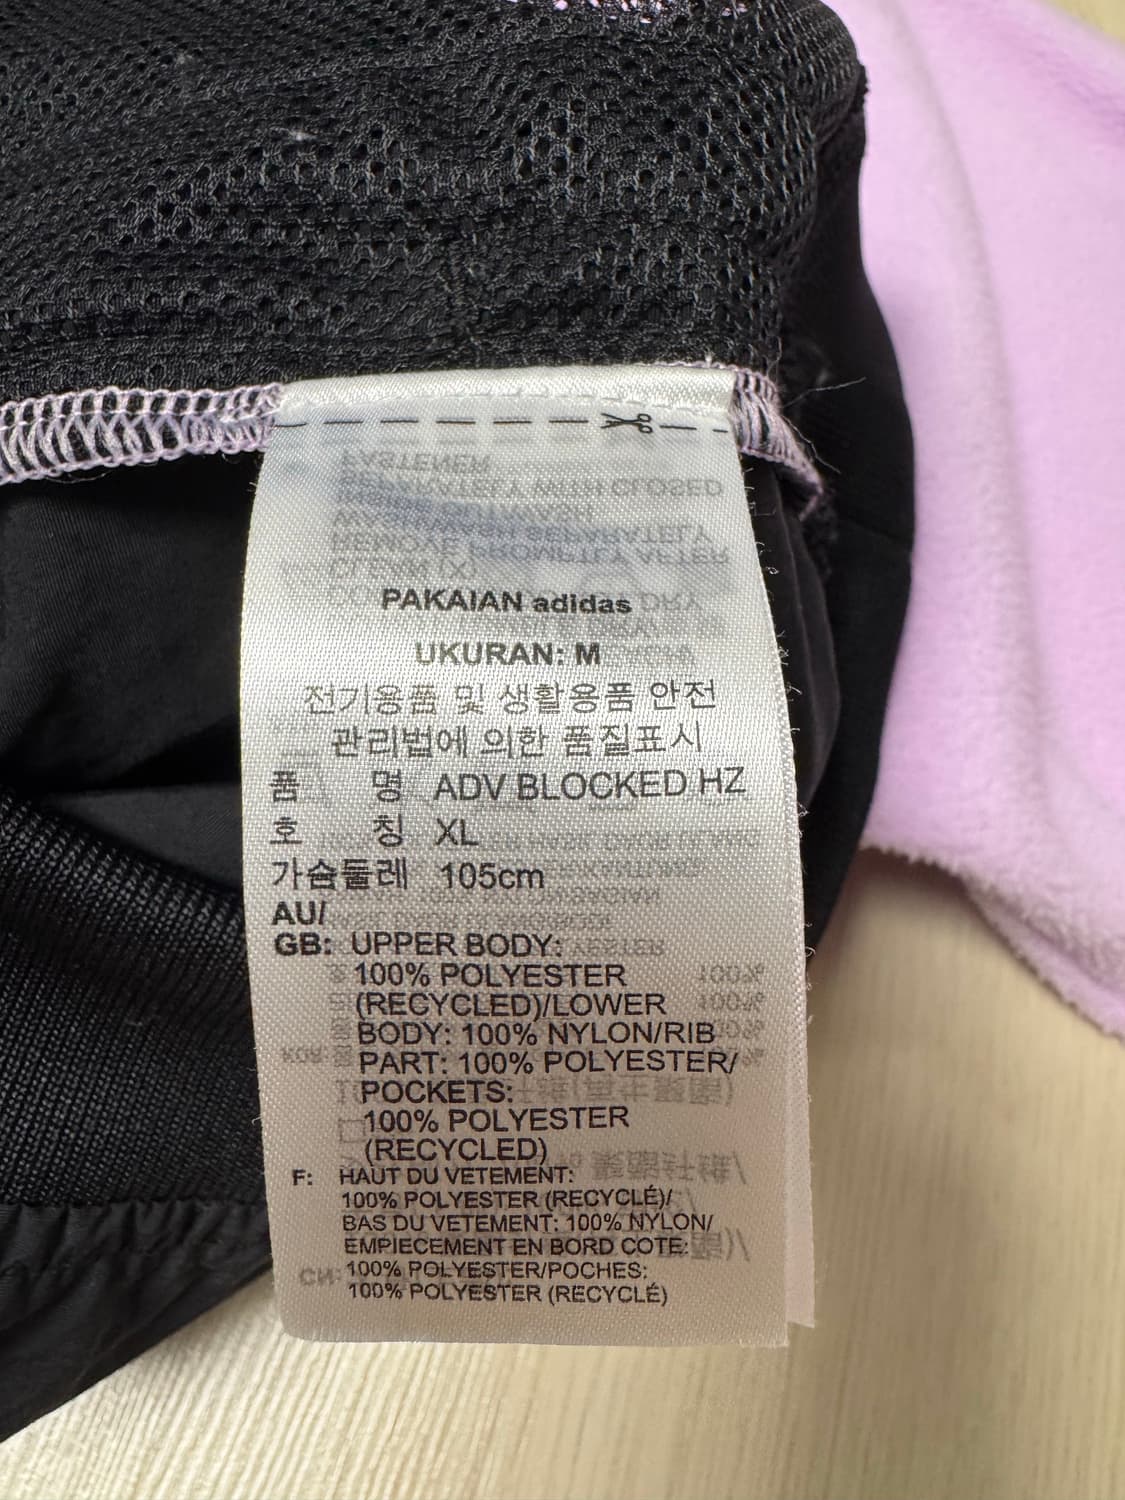 PAKAIAN adidas
UKURAN: M
전기용품 및 생활용품 안전
관리법에 의한 품질표시
품 명 ADV BLOCKED HZ
호 칭 XL
가슴둘레 105cm
AU/
GB: UPPER BODY:
100% POLYESTER
(RECYCLED)/LOWER
BODY: 100% NYLON/RIB
PART: 100% POLYESTER/
POCKETS:
100% POLYESTER
(RECYCLED)
F: HAUT DU VETEMENT:
100% POLYESTER (RECYCLÉ)/
BAS DU VETEMENT: 100% NYLON/
EMPIECEMENT EN BORD COTE:
100% POLYESTER/POCHES:
100% POLYESTER (RECYCLÉ)